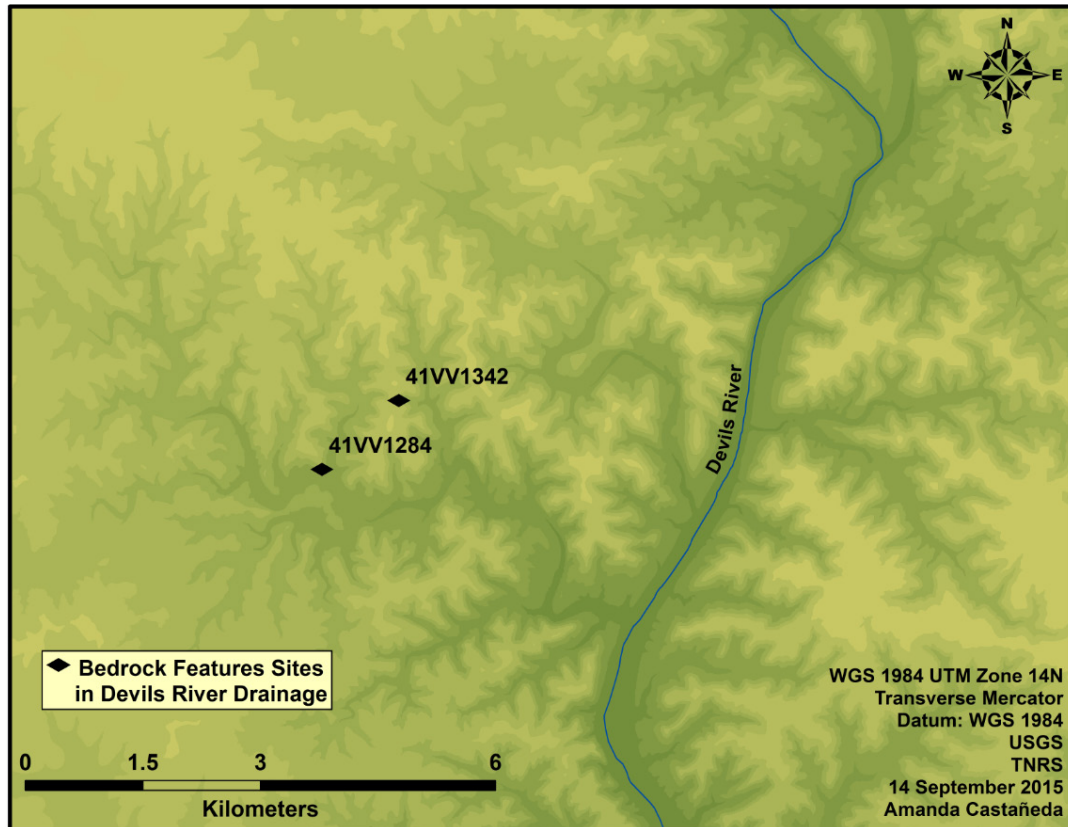 N
W E
S
41VV1342
41VV1284
Devils River
Bedrock Features Sites
in Devils River Drainage
0 1.5 3 6
Kilometers
WGS 1984 UTM Zone 14N
Transverse Mercator
Datum: WGS 1984
USGS
TNRS
14 September 2015
Amanda Castañeda